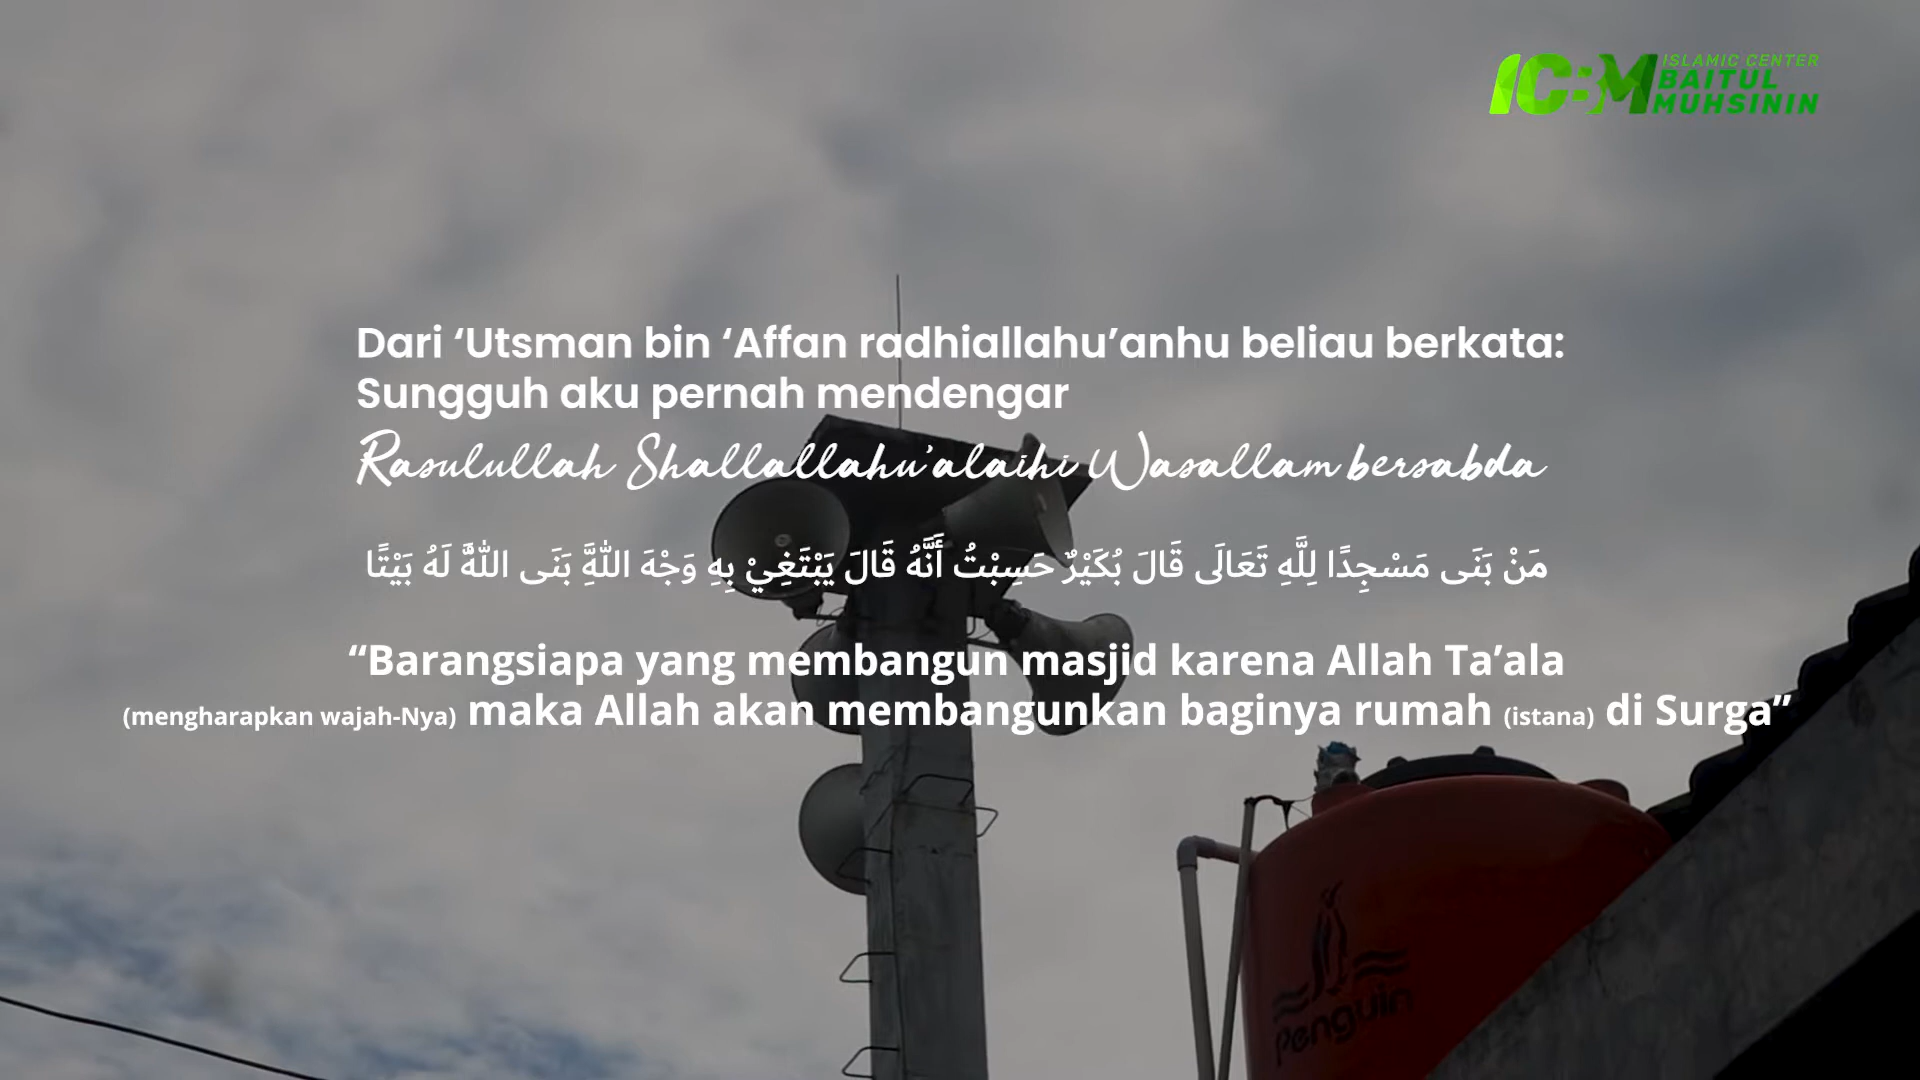 ICBM ISLAMIC CENTER
BAITUL
MUHSININ
Dari ‘Utsman bin ‘Affan radhiallahu’anhu beliau berkata:
Sungguh aku pernah mendengar
Rasulullah Shallallahu’alaihi Wasallam bersabda
مَنْ بَنَى مَسْجِدًا لِلَّهِ تَعَالَى قَالَ بُكَيْرٌ حَسِبْتُ أَنَّهُ قَالَ يَبْتَغِيْ بِهِ وَجْهَ اللَّهِ بَنَى اللَّهُ لَهُ بَيْتًا
“Barangsiapa yang membangun masjid karena Allah Ta’ala
(mengharapkan wajah-Nya) maka Allah akan membangunkan baginya rumah (istana) di Surga”
Penguin